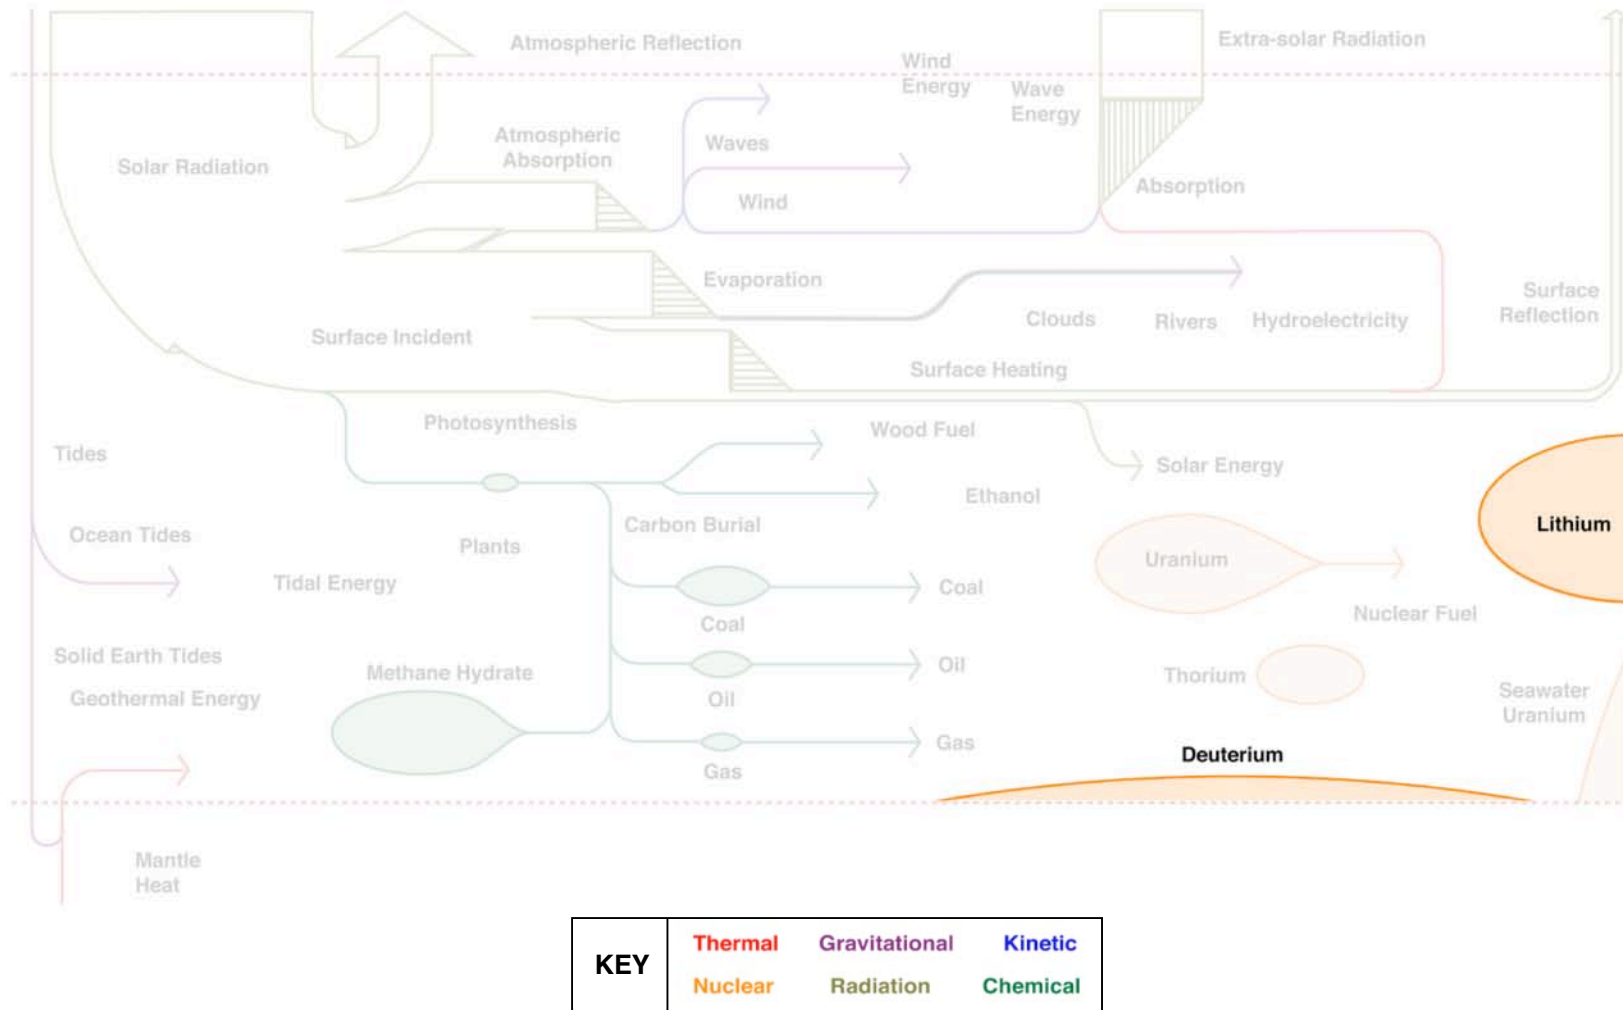 Atmospheric Reflection
Extra-solar Radiation
Wind
Energy
Wave
Energy
Atmospheric
Absorption
Waves
Solar Radiation
Absorption
Wind
Evaporation
Surface
Reflection
Clouds
Rivers
Hydroelectricity
Surface Incident
Surface Heating
Photosynthesis
Wood Fuel
Tides
Solar Energy
Ethanol
Lithium
Carbon Burial
Ocean Tides
Plants
Uranium
Tidal Energy
Coal
Nuclear Fuel
Coal
Solid Earth Tides
Methane Hydrate
Oil
Thorium
Geothermal Energy
Oil
Seawater
Uranium
Gas
Deuterium
Gas
Mantle
Heat
KEY
Thermal Gravitational Kinetic
Nuclear Radiation Chemical